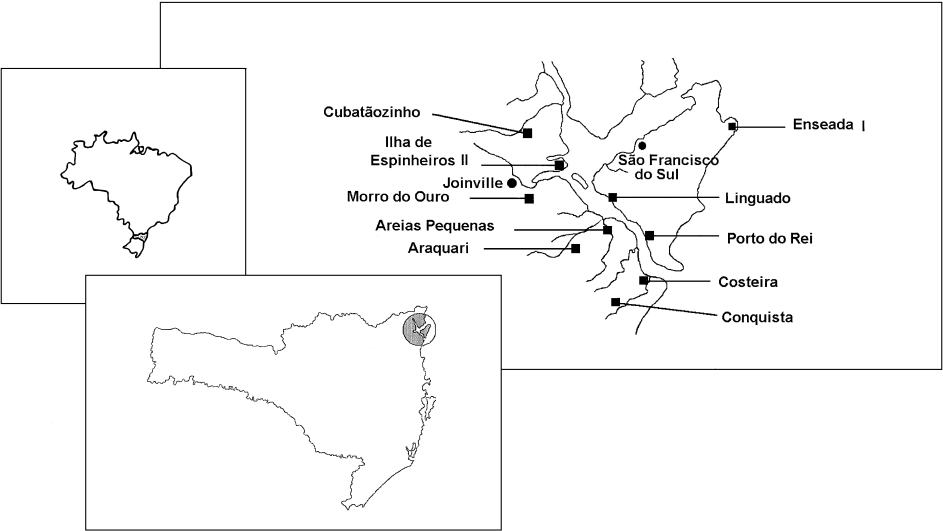 Cubatãozinho
Ilha de
Espinheiros II
Joinville
Morro do Ouro
Areias Pequenas
Araquari
Enseada I
São Francisco
do Sul
Linguado
Porto do Rei
Costeira
Conquista